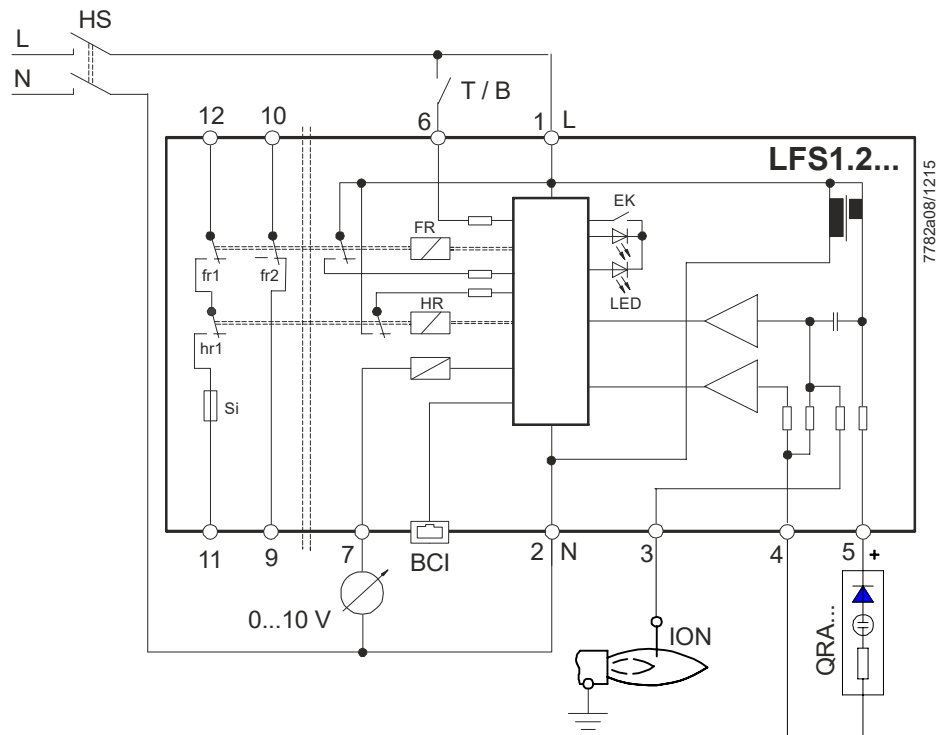 HS
L
N
T / B
12 10 6 1 L
LFS1.2...
7782a08/1215
EK
FR
fr1 fr2
LED
HR
hr1
Si
11 9 7 BCI 2 N 3 4 5 +
0...10 V
ION
QRA...